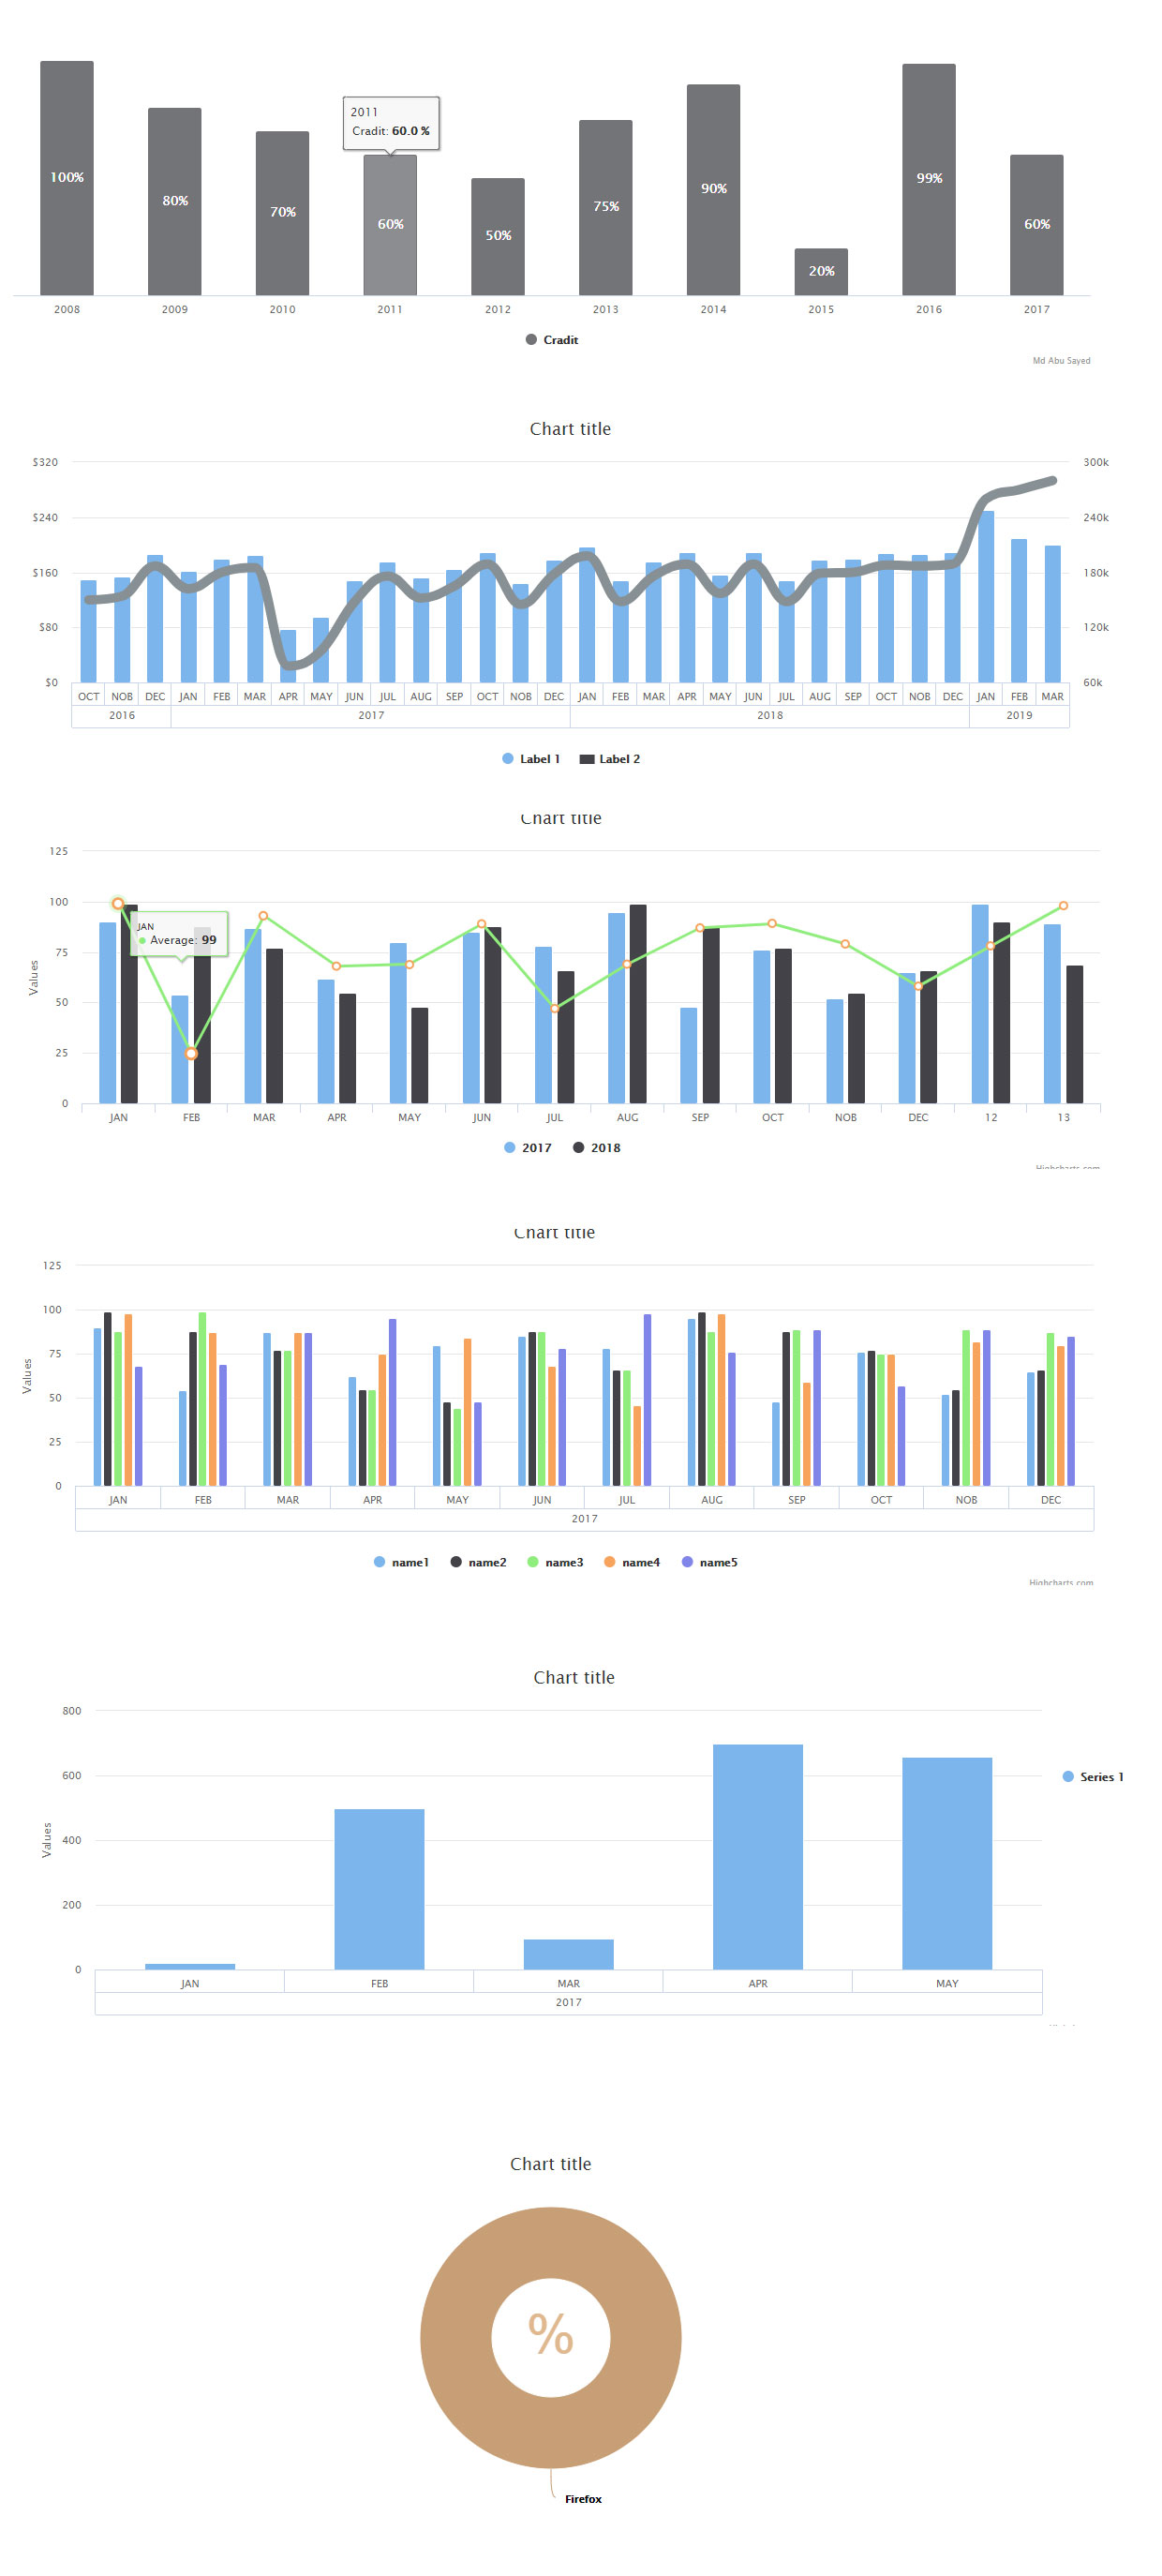 2011
Cradit: 60.0 %
100% 80% 70% 60% 50% 75% 90% 20% 99% 60%
2008 2009 2010 2011 2012 2013 2014 2015 2016 2017
Cradit
Md Abu Sayed
Chart title
$320 300k
$240 240k
$160 180k
$80 120k
$0 60k
OCT NOB DEC JAN FEB MAR APR MAY JUN JUL AUG SEP OCT NOB DEC JAN FEB MAR APR MAY JUN JUL AUG SEP OCT NOB DEC JAN FEB MAR
2016 2017 2018 2019
Label 1 Label 2
Chart title
125
100
75
50
25
0
Values
JAN
Average: 99
JAN FEB MAR APR MAY JUN JUL AUG SEP OCT NOB DEC 12 13
2017 2018
Highcharts.com
Chart title
125
100
75
50
25
0
Values
JAN FEB MAR APR MAY JUN JUL AUG SEP OCT NOB DEC
2017
name1 name2 name3 name4 name5
Highcharts.com
Chart title
800
600
400
200
0
Values
Series 1
JAN FEB MAR APR MAY
2017
Chart title
%
Firefox